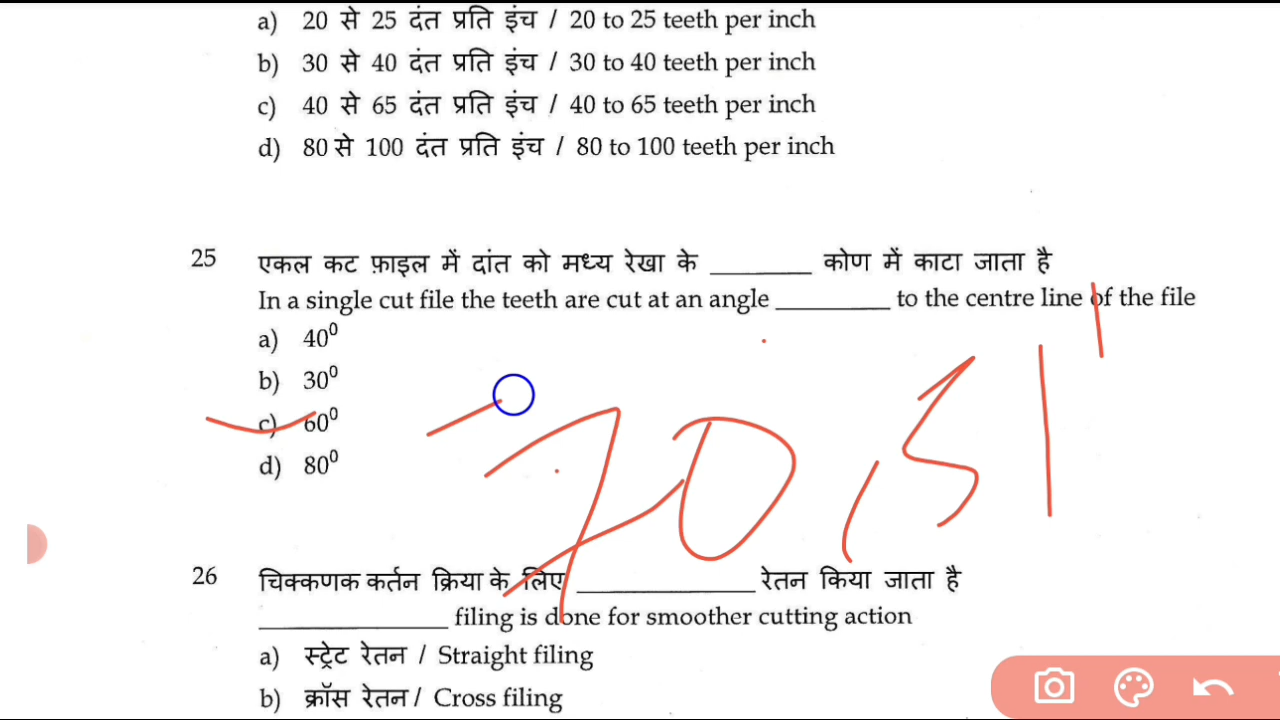 a) 20 से 25 दंत प्रति इंच / 20 to 25 teeth per inch
b) 30 से 40 दंत प्रति इंच / 30 to 40 teeth per inch
c) 40 से 65 दंत प्रति इंच / 40 to 65 teeth per inch
d) 80 से 100 दंत प्रति इंच / 80 to 100 teeth per inch
25 एकल कट फ़ाइल में दांत को मध्य रेखा के ________ कोण में काटा जाता है
In a single cut file the teeth are cut at an angle ________ to the centre line of the file
a) 40⁰
b) 30⁰
c) 60⁰
d) 80⁰
26 चिक्कणक कर्तन क्रिया के लिए ________ रेतन किया जाता है
________ filing is done for smoother cutting action
a) स्ट्रेट रेतन / Straight filing
b) क्रॉस रेतन / Cross filing